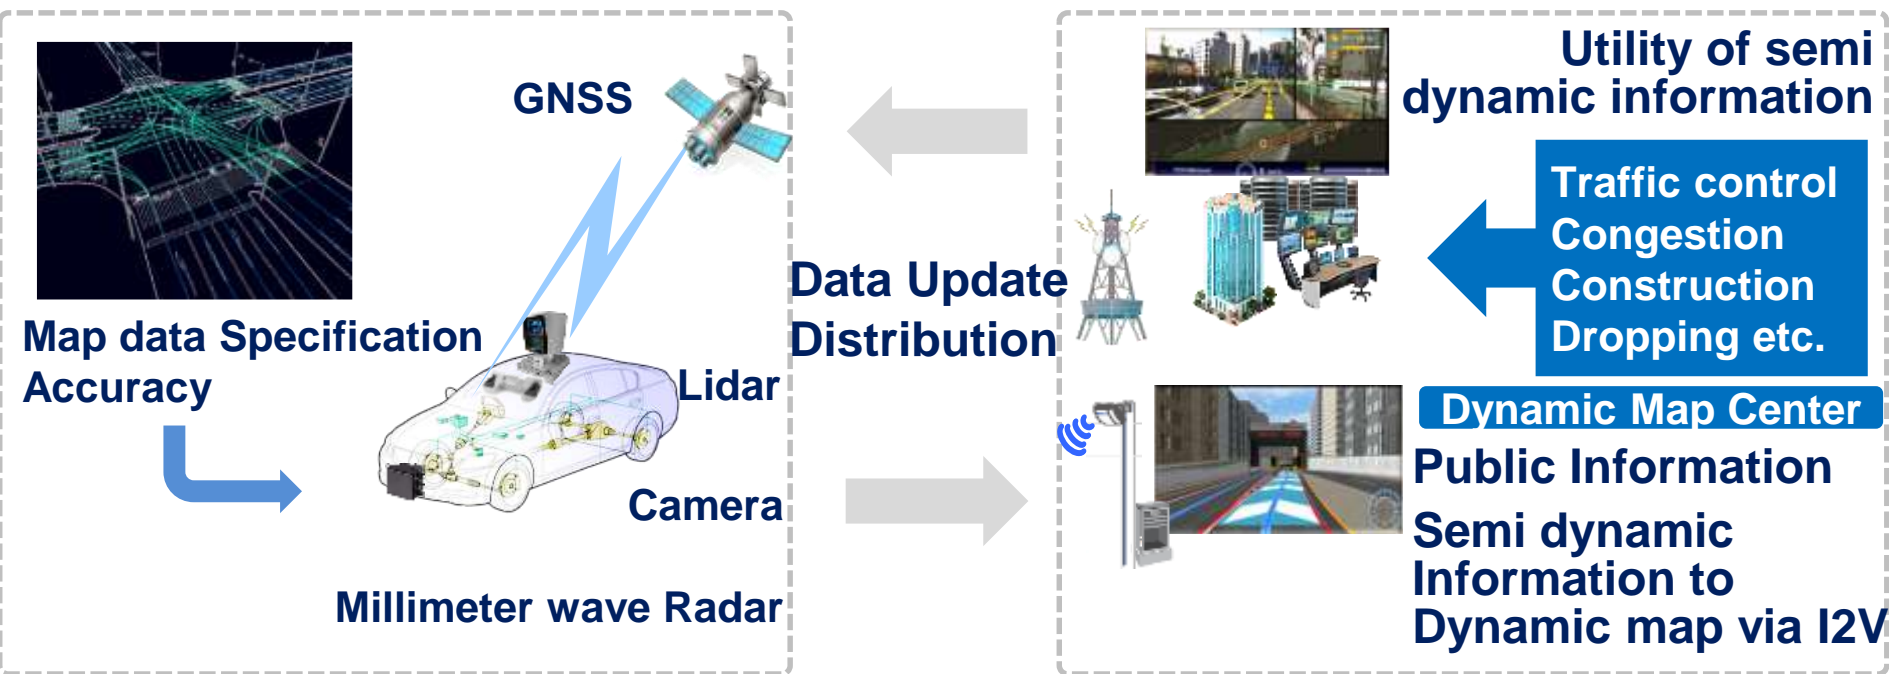 GNSS
Map data Specification
Accuracy
Lidar
Camera
Millimeter wave Radar
Data Update
Distribution
Utility of semi
dynamic information
Traffic control
Congestion
Construction
Dropping etc.
Dynamic Map Center
Public Information
Semi dynamic
Information to
Dynamic map via I2V